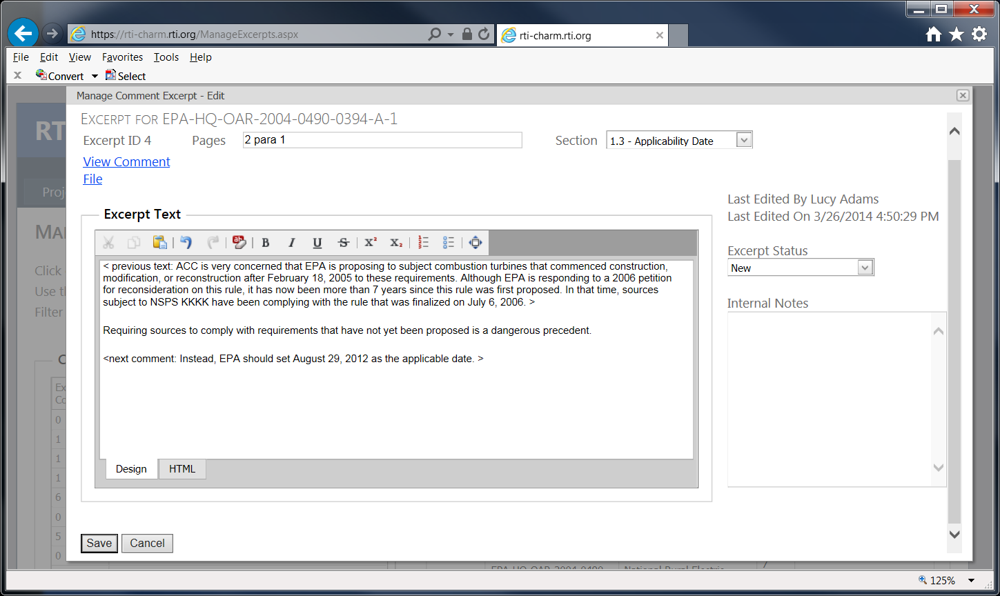 https://rti-charm.rti.org/ManageExcerpts.aspx
rti-charm.rti.org
File Edit View Favorites Tools Help
x Convert Select
Manage Comment Excerpt - Edit
EXCERPT FOR EPA-HQ-OAR-2004-0490-0394-A-1
Excerpt ID 4 Pages 2 para 1 Section 1.3 - Applicability Date
View Comment
File
Last Edited By Lucy Adams
Last Edited On 3/26/2014 4:50:29 PM
Excerpt Text
B I U S X² X₂
Excerpt Status
New
Internal Notes
< previous text: ACC is very concerned that EPA is proposing to subject combustion turbines that commenced construction,
modification, or reconstruction after February 18, 2005 to these requirements. Although EPA is responding to a 2006 petition
for reconsideration on this rule, it has now been more than 7 years since this rule was first proposed. In that time, sources
subject to NSPS KKKK have been complying with the rule that was finalized on July 6, 2006. >
Requiring sources to comply with requirements that have not yet been proposed is a dangerous precedent.
<next comment: Instead, EPA should set August 29, 2012 as the applicable date. >
Design HTML
Save Cancel
RT
Proj
MA
Click
Use th
Filter
C
Ex
Co
0
1
1
1
6
0
5
0
EPA-HQ-OAR-2004-0490- National Rural Electric 7
125%